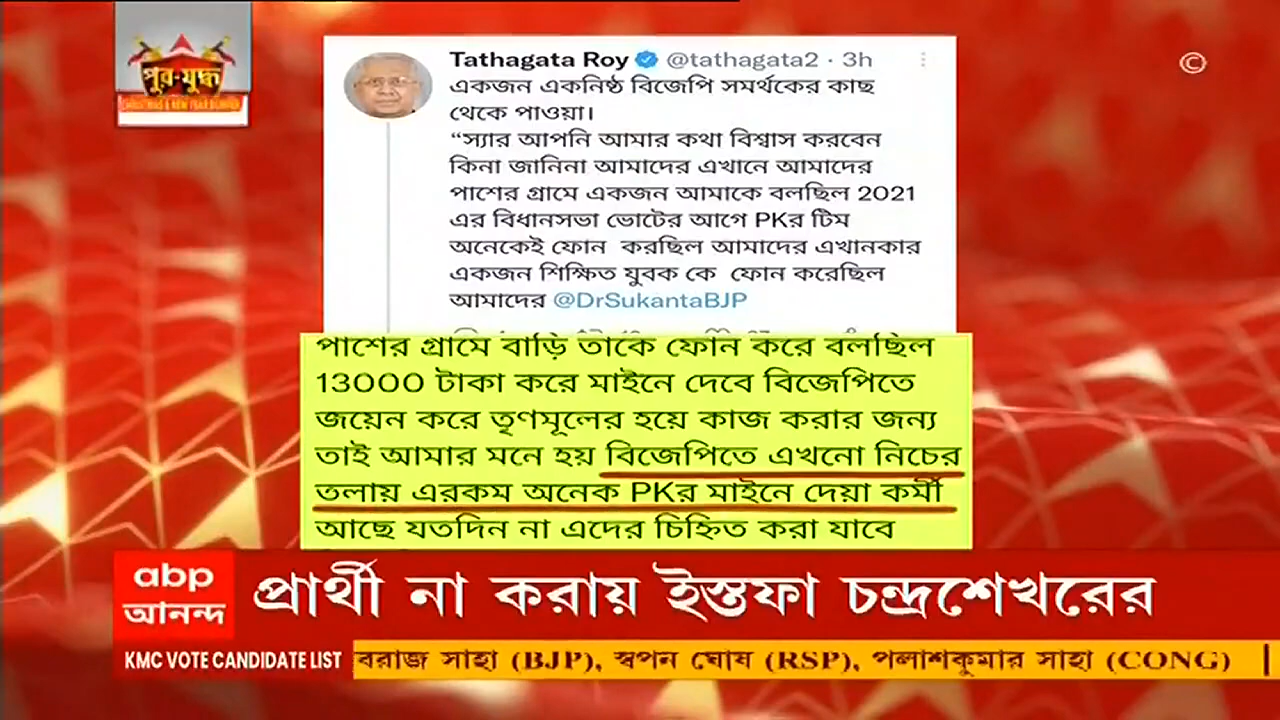 পুর-যুদ্ধ
Tathagata Roy @tathagata2 · 3h
একজন একনিষ্ঠ বিজেপি সমর্থকের কাছ
থেকে পাওয়া।
“স্যার আপনি আমার কথা বিশ্বাস করবেন
কিনা জানিনা আমাদের এখানে আমাদের
পাশের গ্রামে একজন আমাকে বলছিল 2021
এর বিধানসভা ভোটের আগে PKর টিম
অনেকেই ফোন করছিল আমাদের এখানকার
একজন শিক্ষিত যুবক কে ফোন করেছিল
আমাদের @DrSukantaBJP
পাশের গ্রামে বাড়ি তাকে ফোন করে বলছিল
13000 টাকা করে মাইনে দেবে বিজেপিতে
জয়েন করে তৃণমূলের হয়ে কাজ করার জন্য
তাই আমার মনে হয় বিজেপিতে এখনো নিচের
তলায় এরকম অনেক PKর মাইনে দেয়া কর্মী
আছে যতদিন না এদের চিহ্নিত করা যাবে
©
abp
আনন্দ
প্রার্থী না করায় ইস্তফা চন্দ্রশেখরের
KMC VOTE CANDIDATE LIST
বরাজ সাহা (BJP), স্বপন ঘোষ (RSP), পলাশকুমার সাহা (CONG)